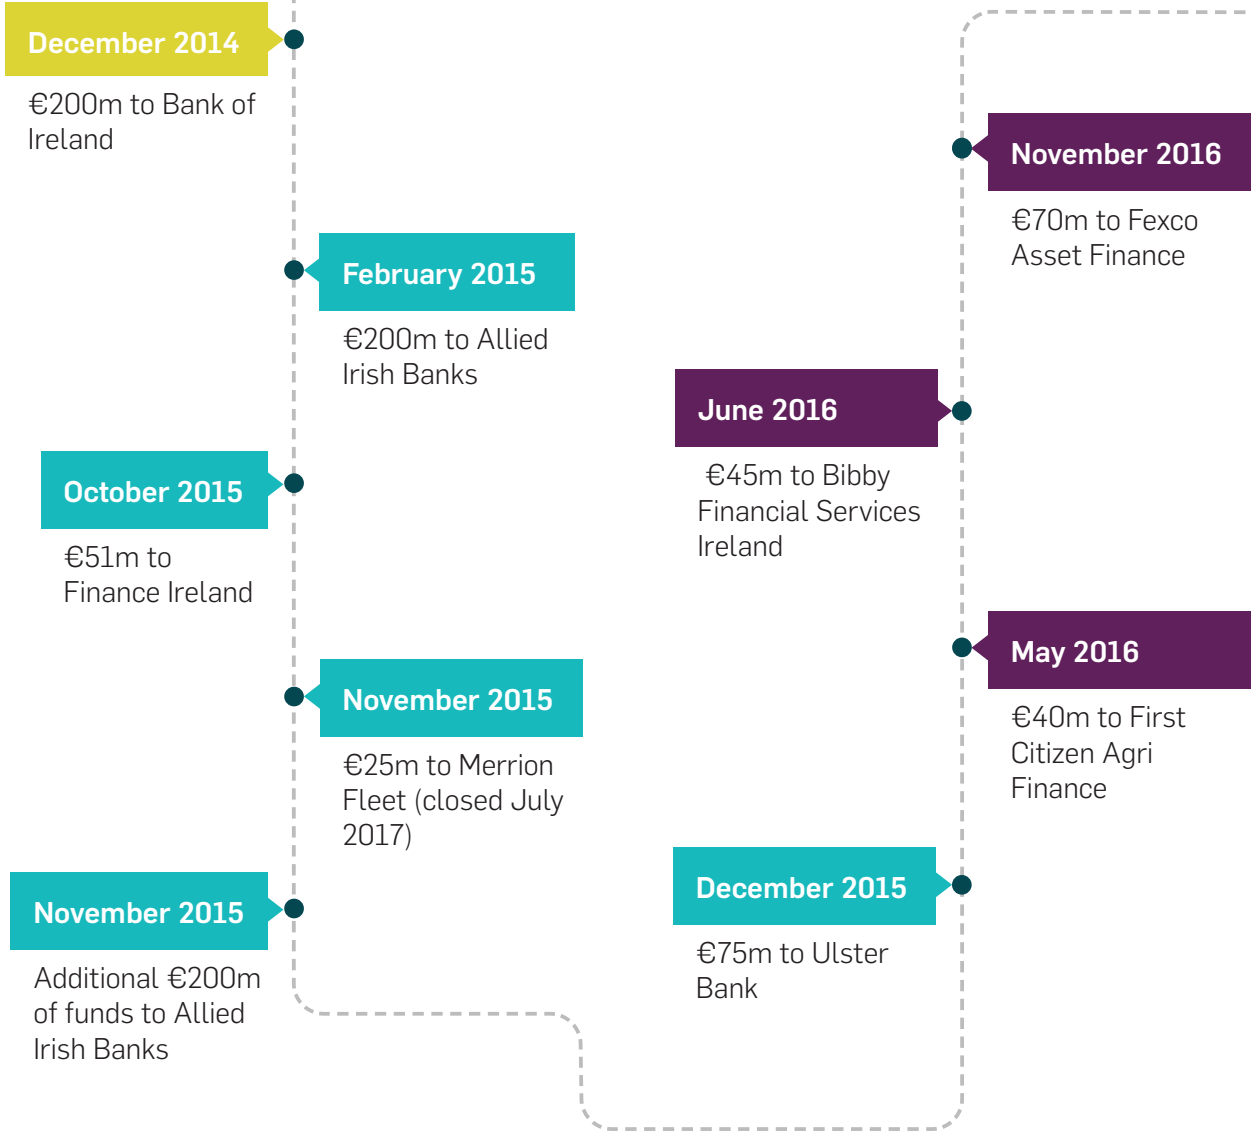 December 2014
€200m to Bank of
Ireland
February 2015
€200m to Allied
Irish Banks
October 2015
€51m to
Finance Ireland
November 2015
€25m to Merrion
Fleet (closed July
2017)
November 2015
Additional €200m
of funds to Allied
Irish Banks
December 2015
€75m to Ulster
Bank
May 2016
€40m to First
Citizen Agri
Finance
June 2016
€45m to Bibby
Financial Services
Ireland
November 2016
€70m to Fexco
Asset Finance